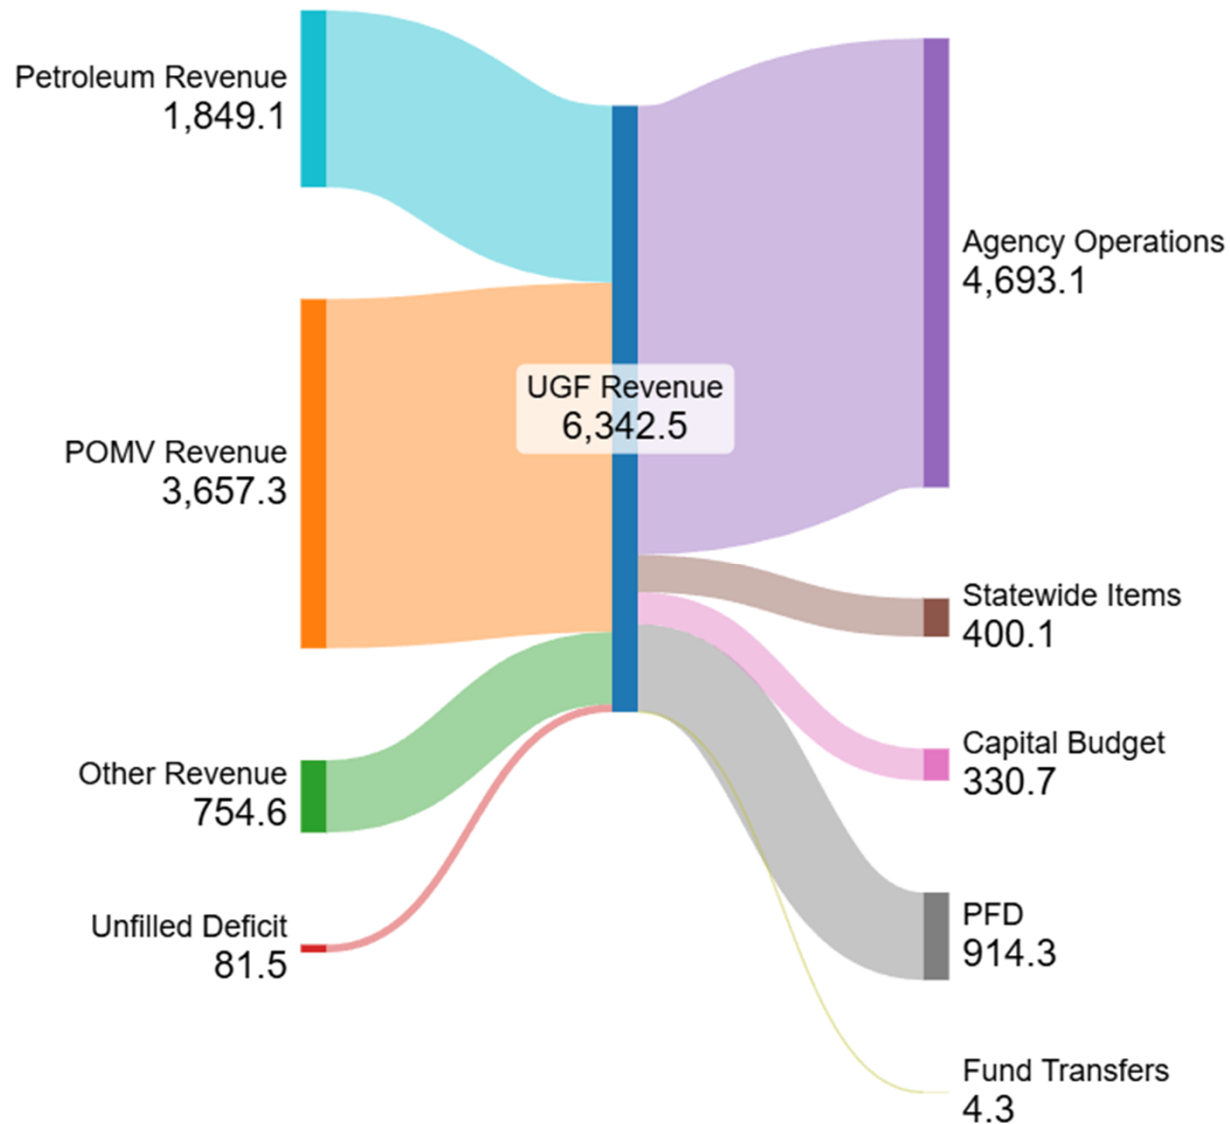 Petroleum Revenue
1,849.1
POMV Revenue
3,657.3
Other Revenue
754.6
Unfilled Deficit
81.5
UGF Revenue
6,342.5
Agency Operations
4,693.1
Statewide Items
400.1
Capital Budget
330.7
PFD
914.3
Fund Transfers
4.3